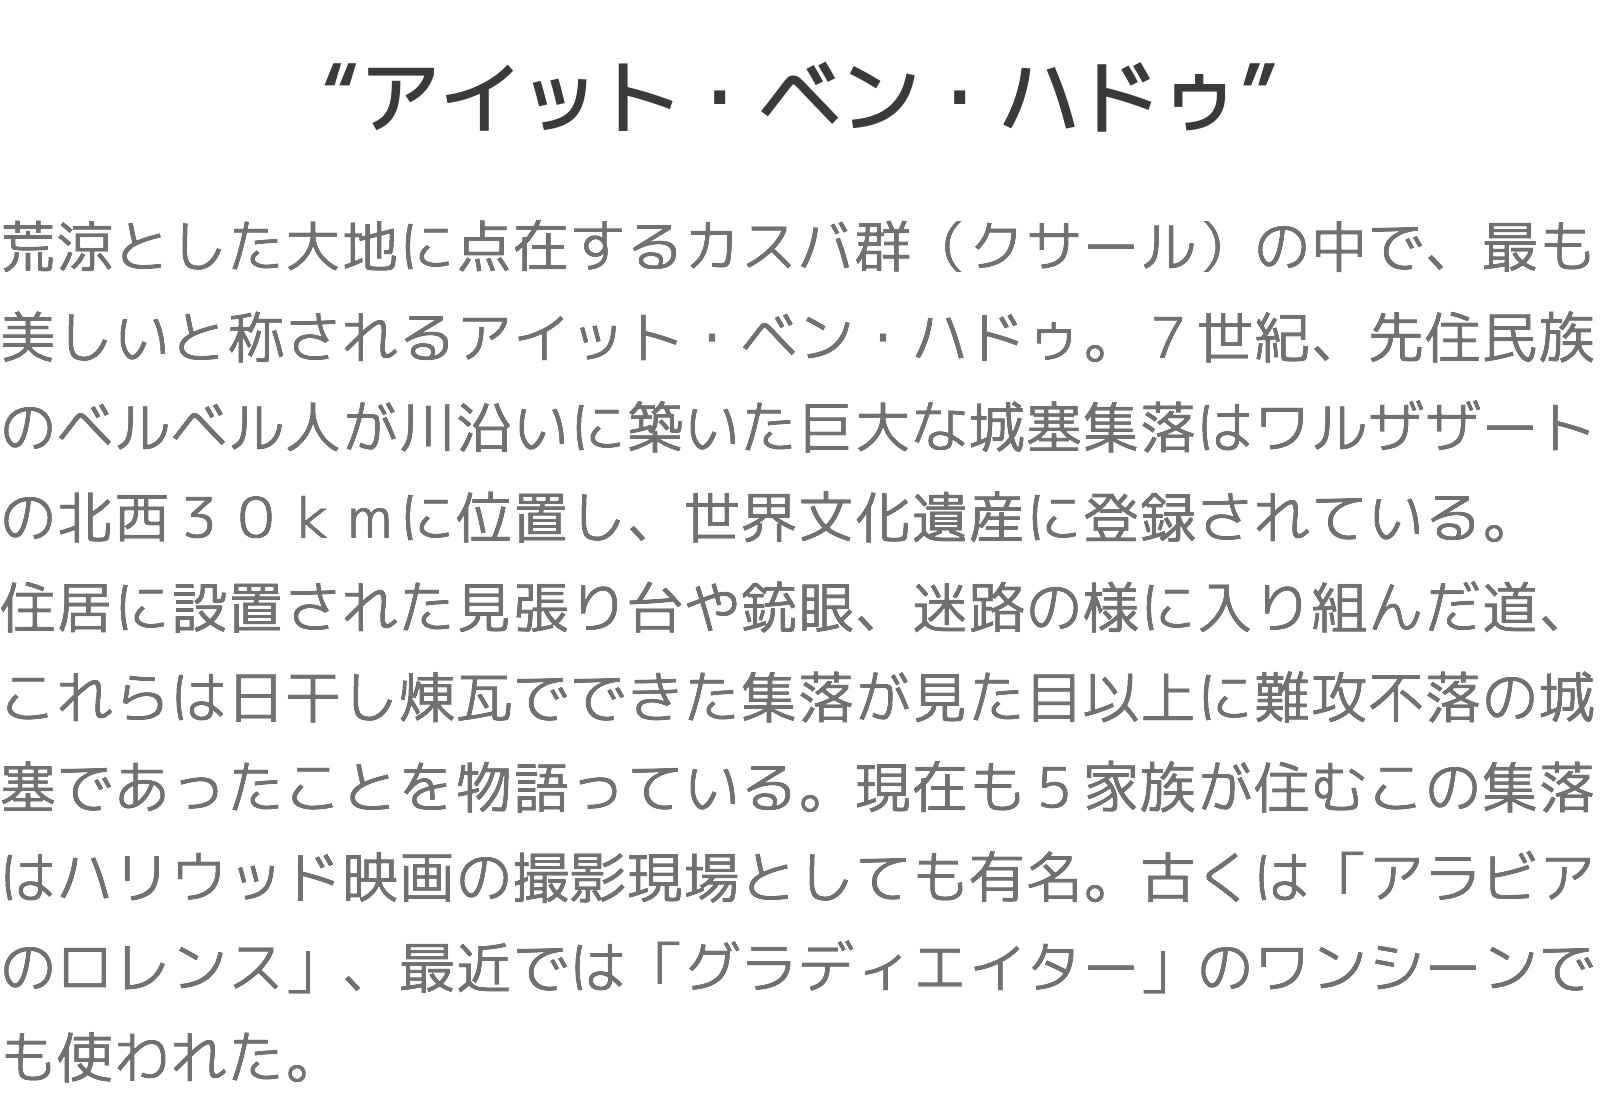 “アイット・ベン・ハドゥ”
荒涼とした大地に点在するカスバ群（クサール）の中で、最も
美しいと称されるアイット・ベン・ハドゥ。７世紀、先住民族
のベルベル人が川沿いに築いた巨大な城塞集落はワルザザート
の北西３０ｋｍに位置し、世界文化遺産に登録されている。
住居に設置された見張り台や銃眼、迷路の様に入り組んだ道、
これらは日干し煉瓦でできた集落が見た目以上に難攻不落の城
塞であったことを物語っている。現在も５家族が住むこの集落
はハリウッド映画の撮影現場としても有名。古くは「アラビア
のロレンス」、最近では「グラディエイター」のワンシーンで
も使われた。